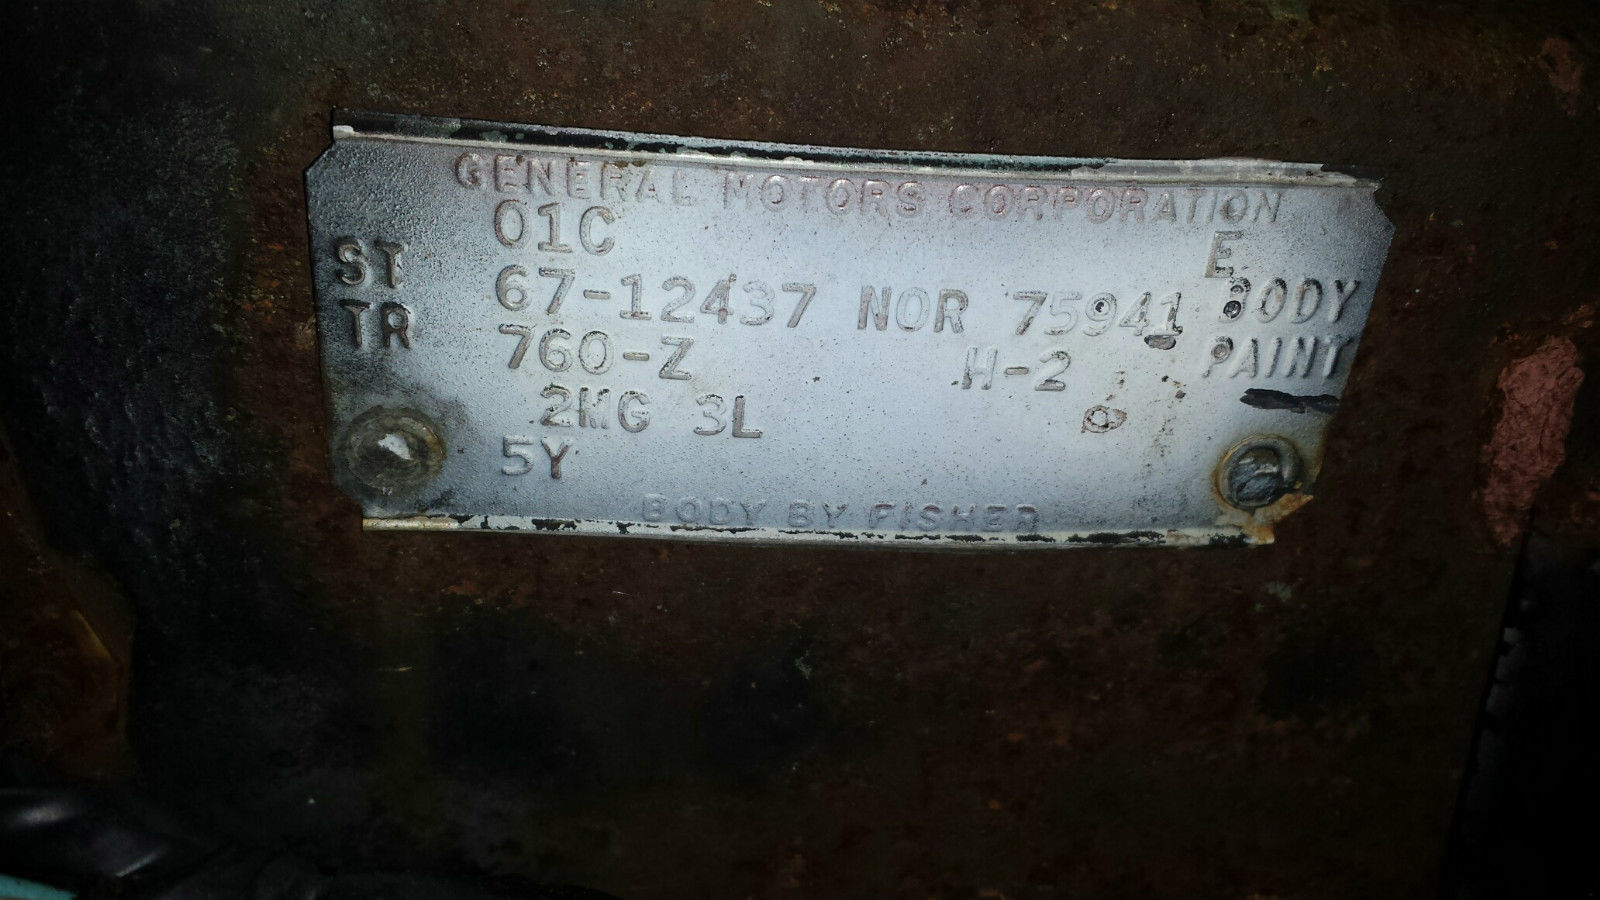 GENERAL MOTORS CORPORATION
01C E
ST 67-12437 NOR 75941 BODY
TR 760-Z H-2 PAINT
2MG 3L
5Y
BODY BY FISHER